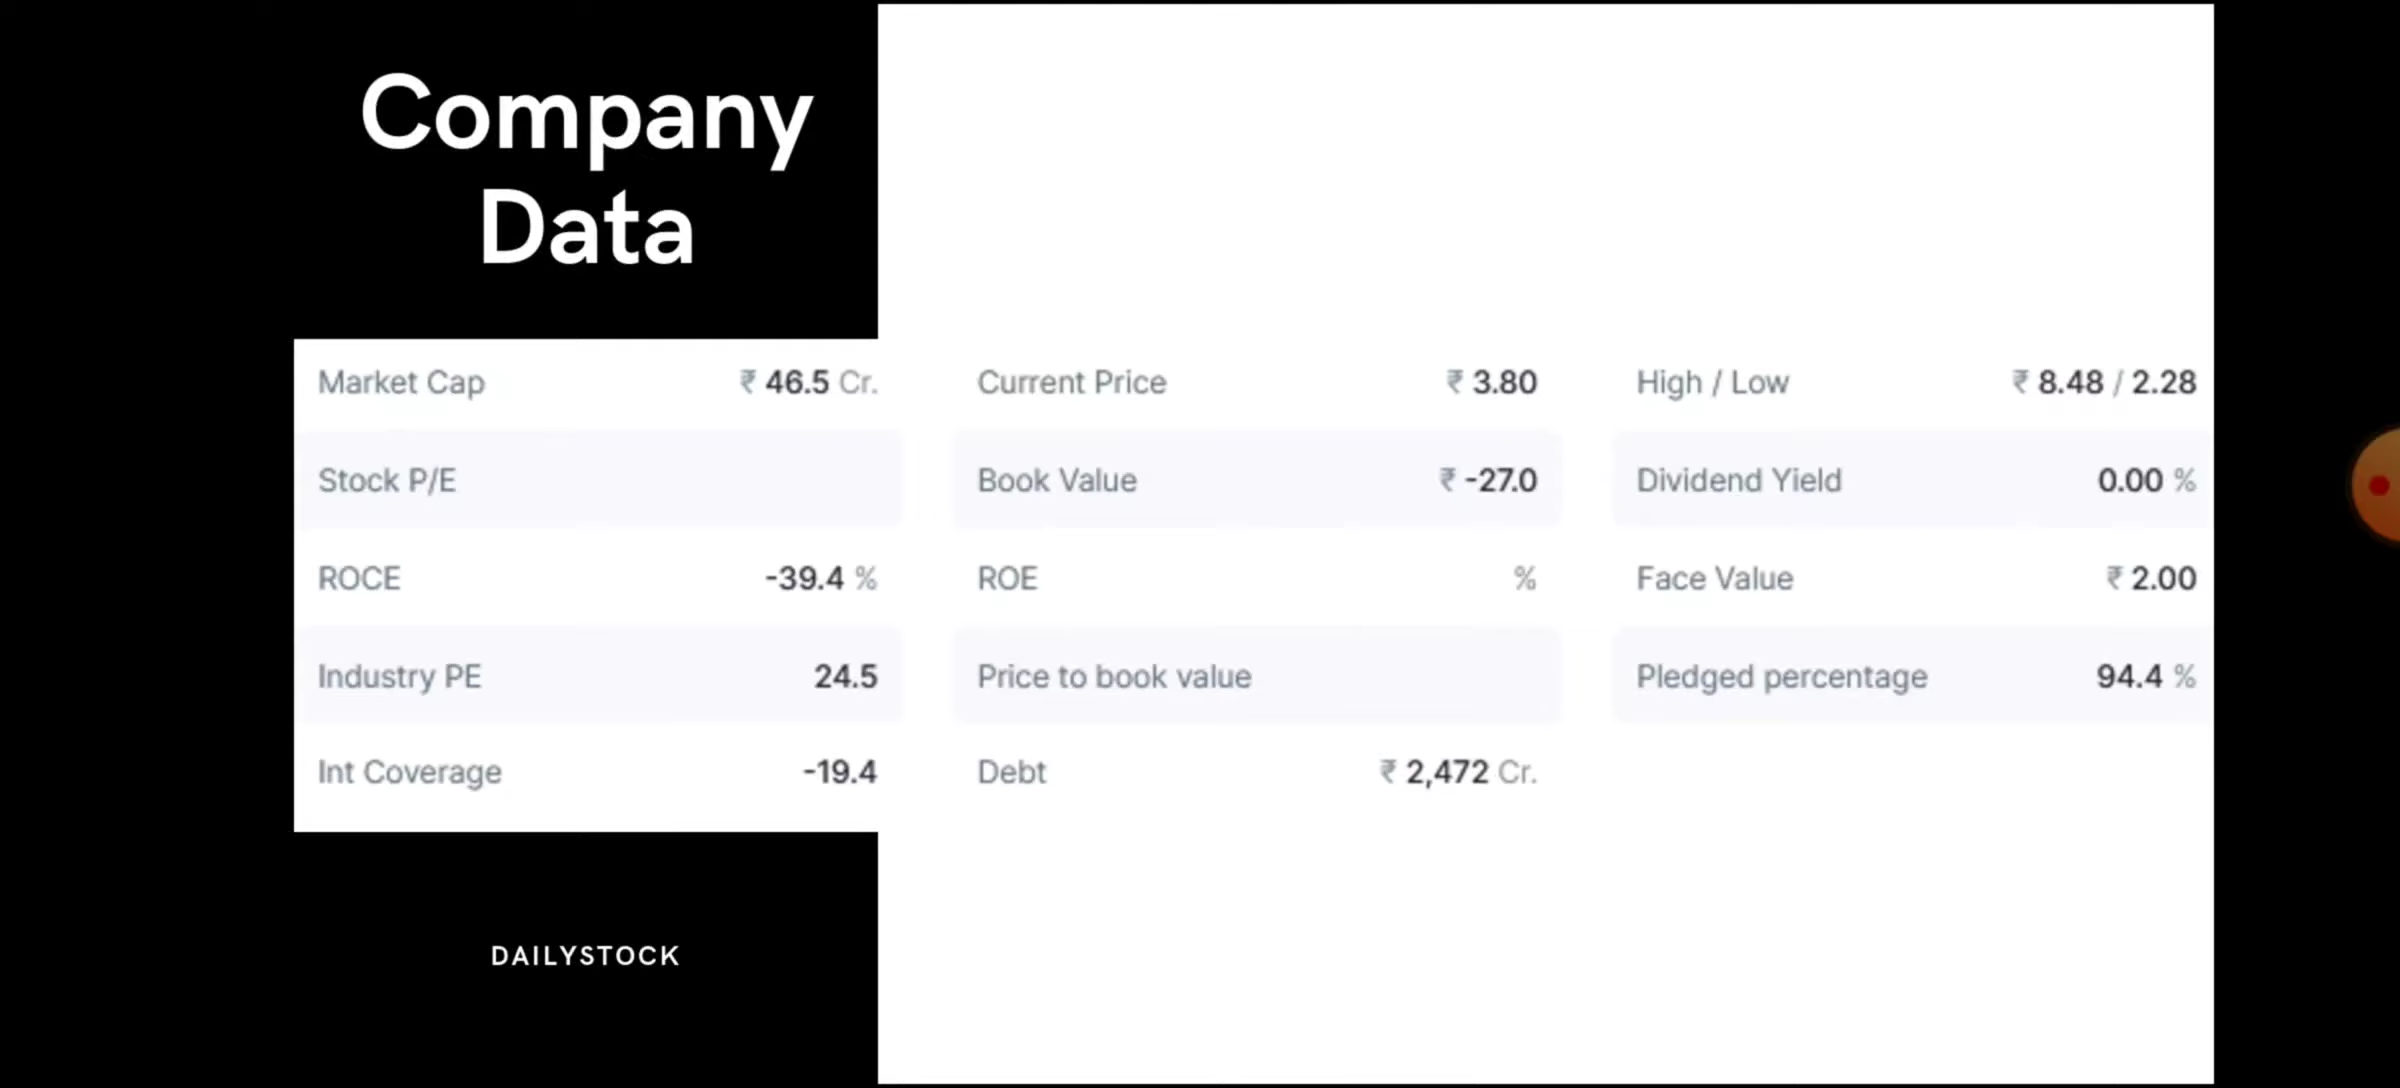 Company
Data
Market Cap ₹ 46.5 Cr. Current Price ₹ 3.80 High / Low ₹ 8.48 / 2.28
Stock P/E Book Value ₹ -27.0 Dividend Yield 0.00 %
ROCE -39.4 % ROE % Face Value ₹ 2.00
Industry PE 24.5 Price to book value Pledged percentage 94.4 %
Int Coverage -19.4 Debt ₹ 2,472 Cr.
DAILYSTOCK